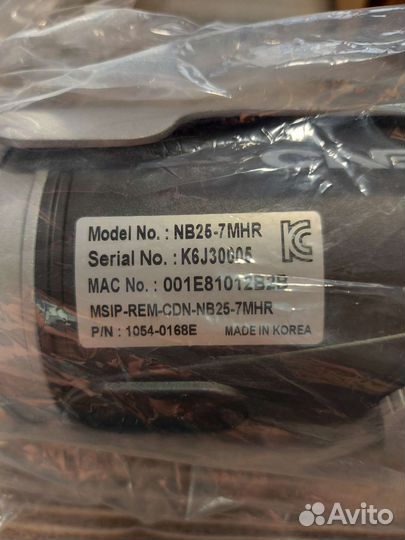 Model No. : NB25-7MHR
Serial No. : K6J30605
MAC No. : 001E81012B2B
MSIP-REM-CDN-NB25-7MHR
P/N : 1054-0168E MADE IN KOREA
Avito